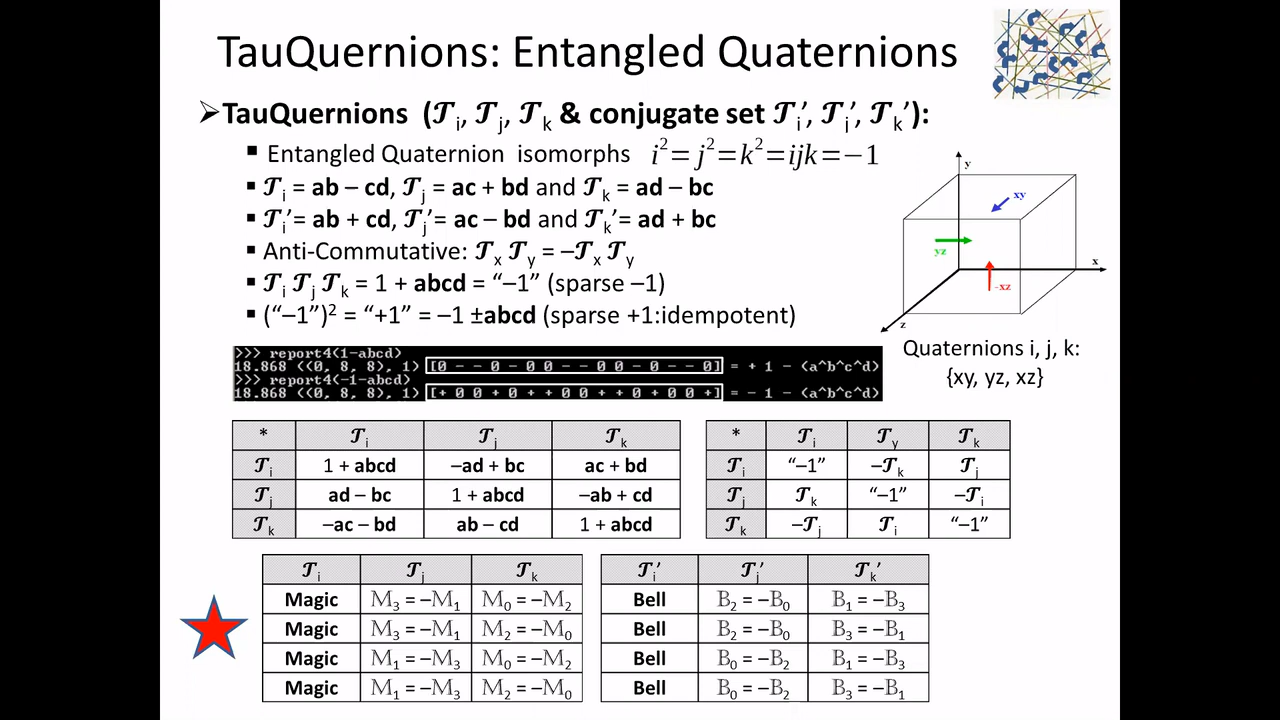 TauQuernions: Entangled Quaternions
➢TauQuernions (𝓣i, 𝓣j, 𝓣k & conjugate set 𝓣i’, 𝓣i’, 𝓣k’):
▪ Entangled Quaternion isomorphs i²= j²=k²=ijk=−1
▪ 𝓣i = ab – cd, 𝓣j = ac + bd and 𝓣k = ad – bc
▪ 𝓣i’= ab + cd, 𝓣j’= ac – bd and 𝓣k’= ad + bc
▪ Anti-Commutative: 𝓣x 𝓣y = –𝓣x 𝓣y
▪ 𝓣i 𝓣j 𝓣k = 1 + abcd = “–1” (sparse –1)
▪ (“–1”)² = “+1” = –1 ±abcd (sparse +1:idempotent)
y
xy
yz
x
-xz
z
Quaternions i, j, k:
{xy, yz, xz}
>>> report4(1-abcd)
18.868 ((0, 8, 8), 1) [0 - - 0 - 0 0 - - 0 0 - 0 - - 0] = + 1 - (a^b^c^d)
>>> report4(-1-abcd)
18.868 ((0, 8, 8), 1) [+ 0 0 + 0 + + 0 0 + + 0 + 0 0 +] = - 1 - (a^b^c^d)
* 𝓣i 𝓣j 𝓣k
𝓣i 1 + abcd –ad + bc ac + bd
𝓣j ad – bc 1 + abcd –ab + cd
𝓣k –ac – bd ab – cd 1 + abcd
* 𝓣i 𝓣y 𝓣k
𝓣i “–1” –𝓣k 𝓣j
𝓣j 𝓣k “–1” –𝓣i
𝓣k –𝓣j 𝓣i “–1”
𝓣i 𝓣j 𝓣k
Magic M3 = –M1 M0 = –M2
Magic M3 = –M1 M2 = –M0
Magic M1 = –M3 M0 = –M2
Magic M1 = –M3 M2 = –M0
𝓣i’ 𝓣j’ 𝓣k’
Bell B2 = –B0 B1 = –B3
Bell B2 = –B0 B3 = –B1
Bell B0 = –B2 B1 = –B3
Bell B0 = –B2 B3 = –B1